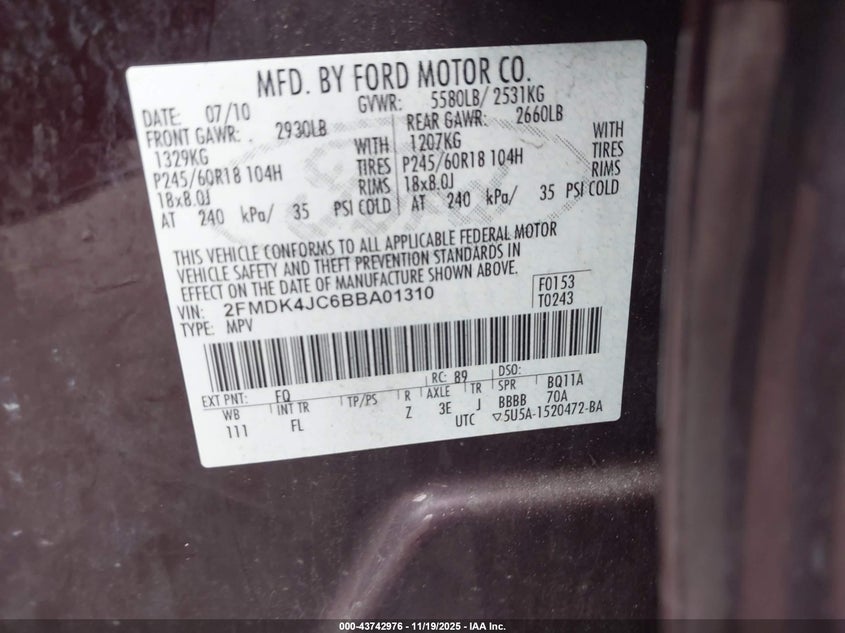 MFD. BY FORD MOTOR CO.
DATE: 07/10 GVWR: 5580LB/ 2531KG
FRONT GAWR: 2930LB REAR GAWR: 2660LB
1329KG WITH 1207KG WITH
P245/60R18 104H TIRES P245/60R18 104H TIRES
18x8.0J RIMS 18x8.0J RIMS
AT 240 kPa/ 35 PSI COLD AT 240 kPa/ 35 PSI COLD
THIS VEHICLE CONFORMS TO ALL APPLICABLE FEDERAL MOTOR
VEHICLE SAFETY AND THEFT PREVENTION STANDARDS IN
EFFECT ON THE DATE OF MANUFACTURE SHOWN ABOVE.
VIN: 2FMDK4JC6BBA01310 F0153
TYPE: MPV T0243
EXT PNT: FQ RC: 89 DSO:
WB INT TR TP/PS R AXLE TR SPR BQ11A
111 FL Z 3E J BBBB 70A
UTC ▽5U5A-1520472-BA
000-43742976 - 11/19/2025 - IAA Inc.